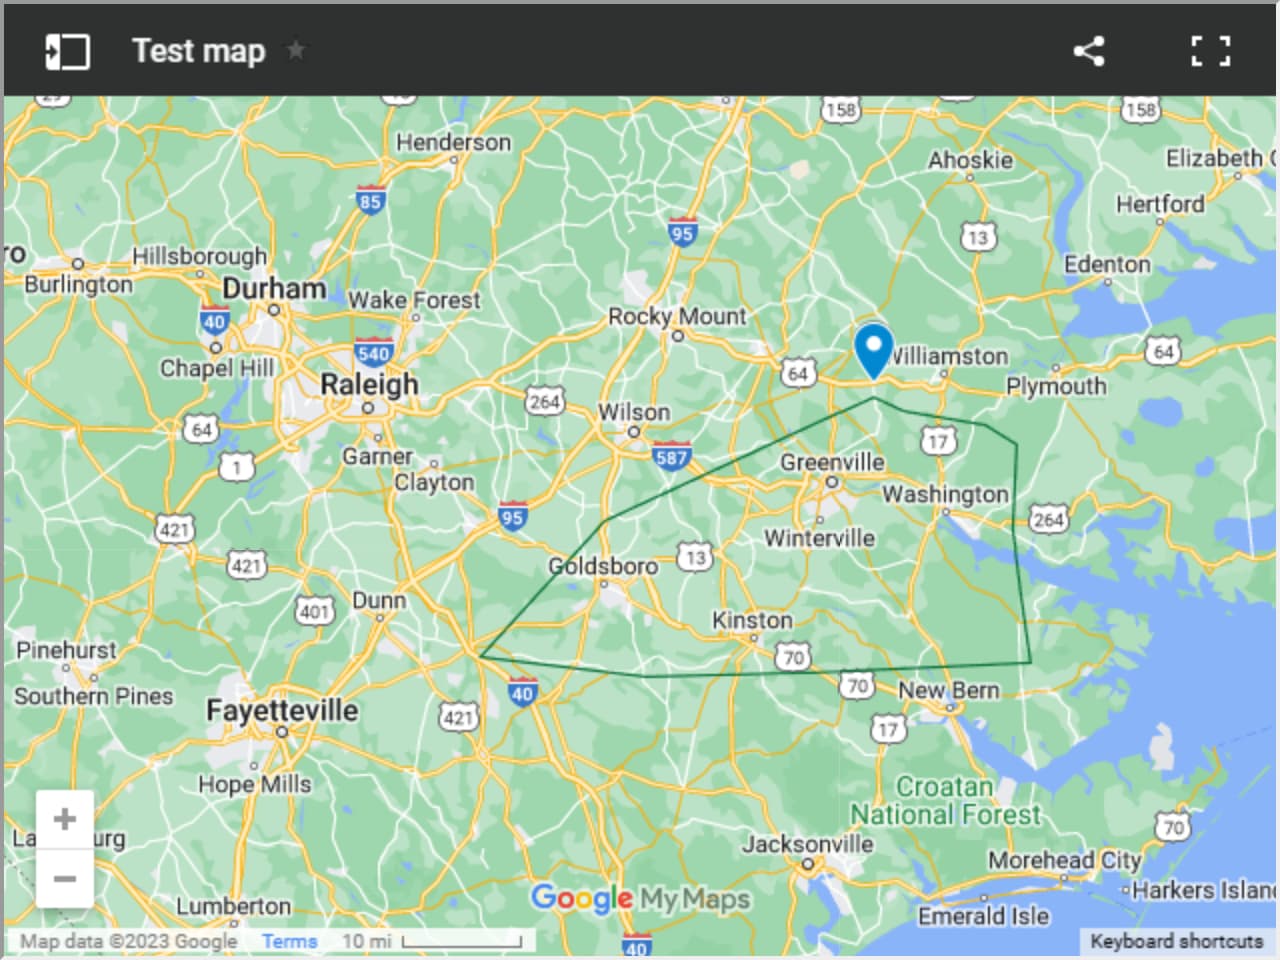 Test map
158
158
Henderson
Ahoskie
Elizabeth C
85
Hertford
95
13
ro
Hillsborough
Burlington
Durham
Edenton
Wake Forest
40
Rocky Mount
540
Chapel Hill
Williamston
64
64
Raleigh
Plymouth
264
Wilson
64
17
Garner
587
Greenville
1
Clayton
Washington
95
264
421
Winterville
13
421
Goldsboro
Dunn
401
Kinston
Pinehurst
70
70
New Bern
Southern Pines
40
Fayetteville
421
17
Hope Mills
Croatan
National Forest
+
70
La
urg
Jacksonville
Morehead City
−
Harkers Island
Google My Maps
Lumberton
Emerald Isle
Map data ©2023 Google Terms 10 mi
40
Keyboard shortcuts